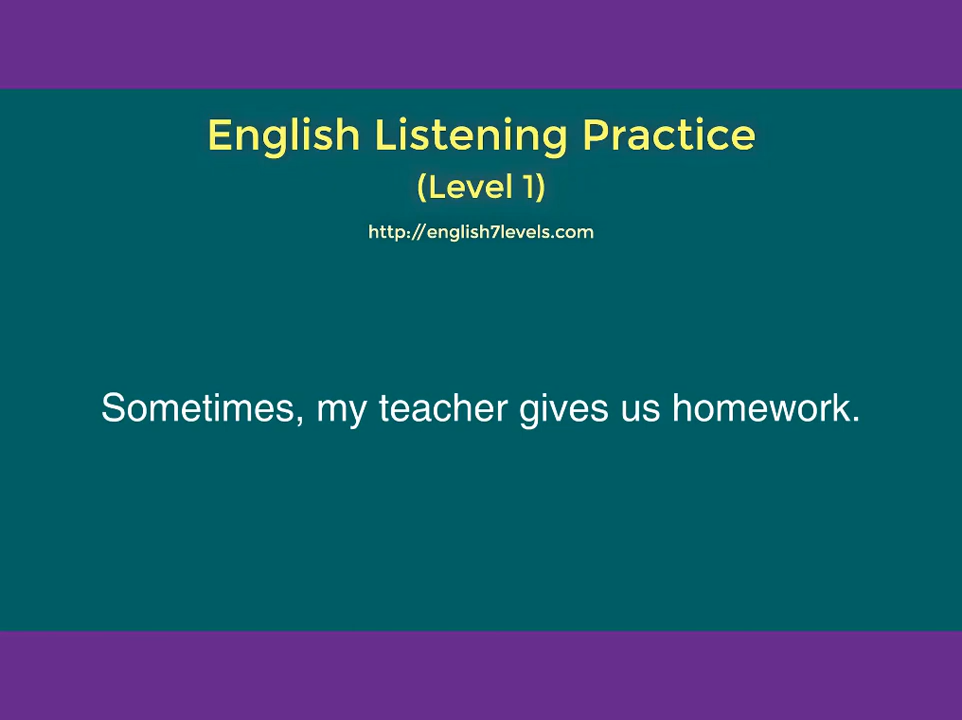 English Listening Practice
(Level 1)
http://english7levels.com
Sometimes, my teacher gives us homework.